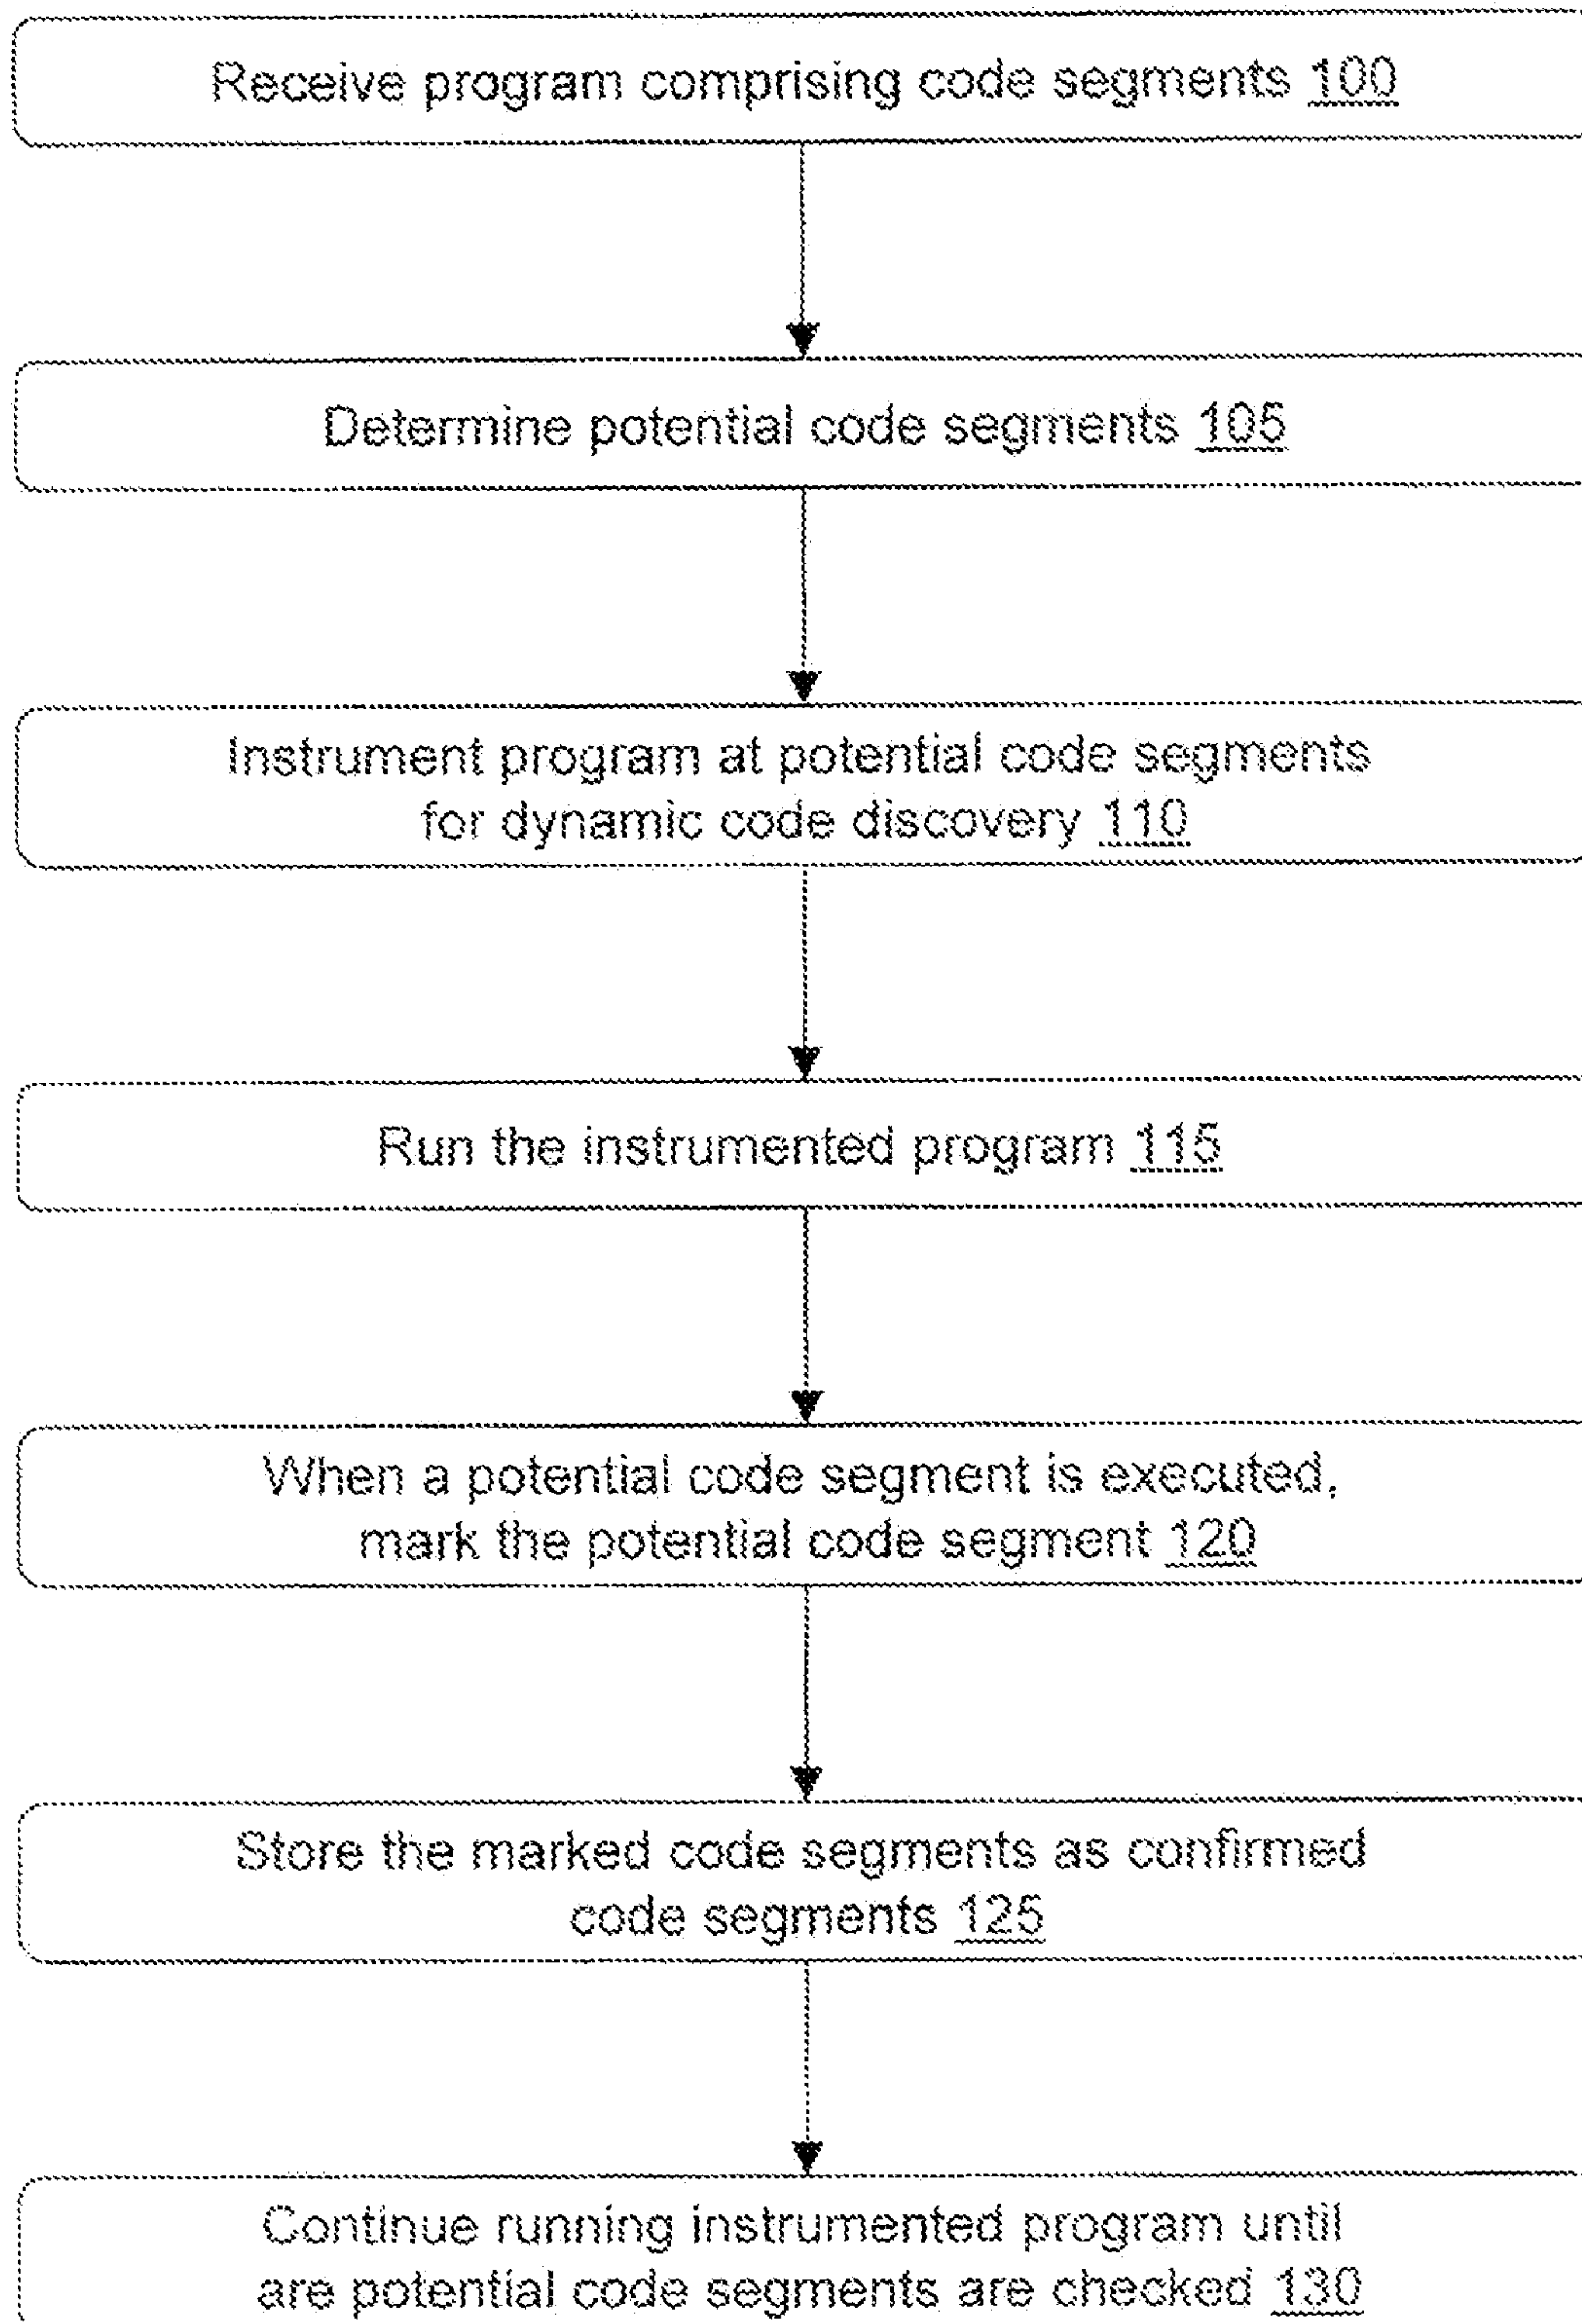 Receive program comprising code segments 100
Determine potential code segments 105
Instrument program at potential code segments
for dynamic code discovery 110
Run the instrumented program 115
When a potential code segment is executed,
mark the potential code segment 120
Store the marked code segments as confirmed
code segments 125
Continue running instrumented program until
are potential code segments are checked 130